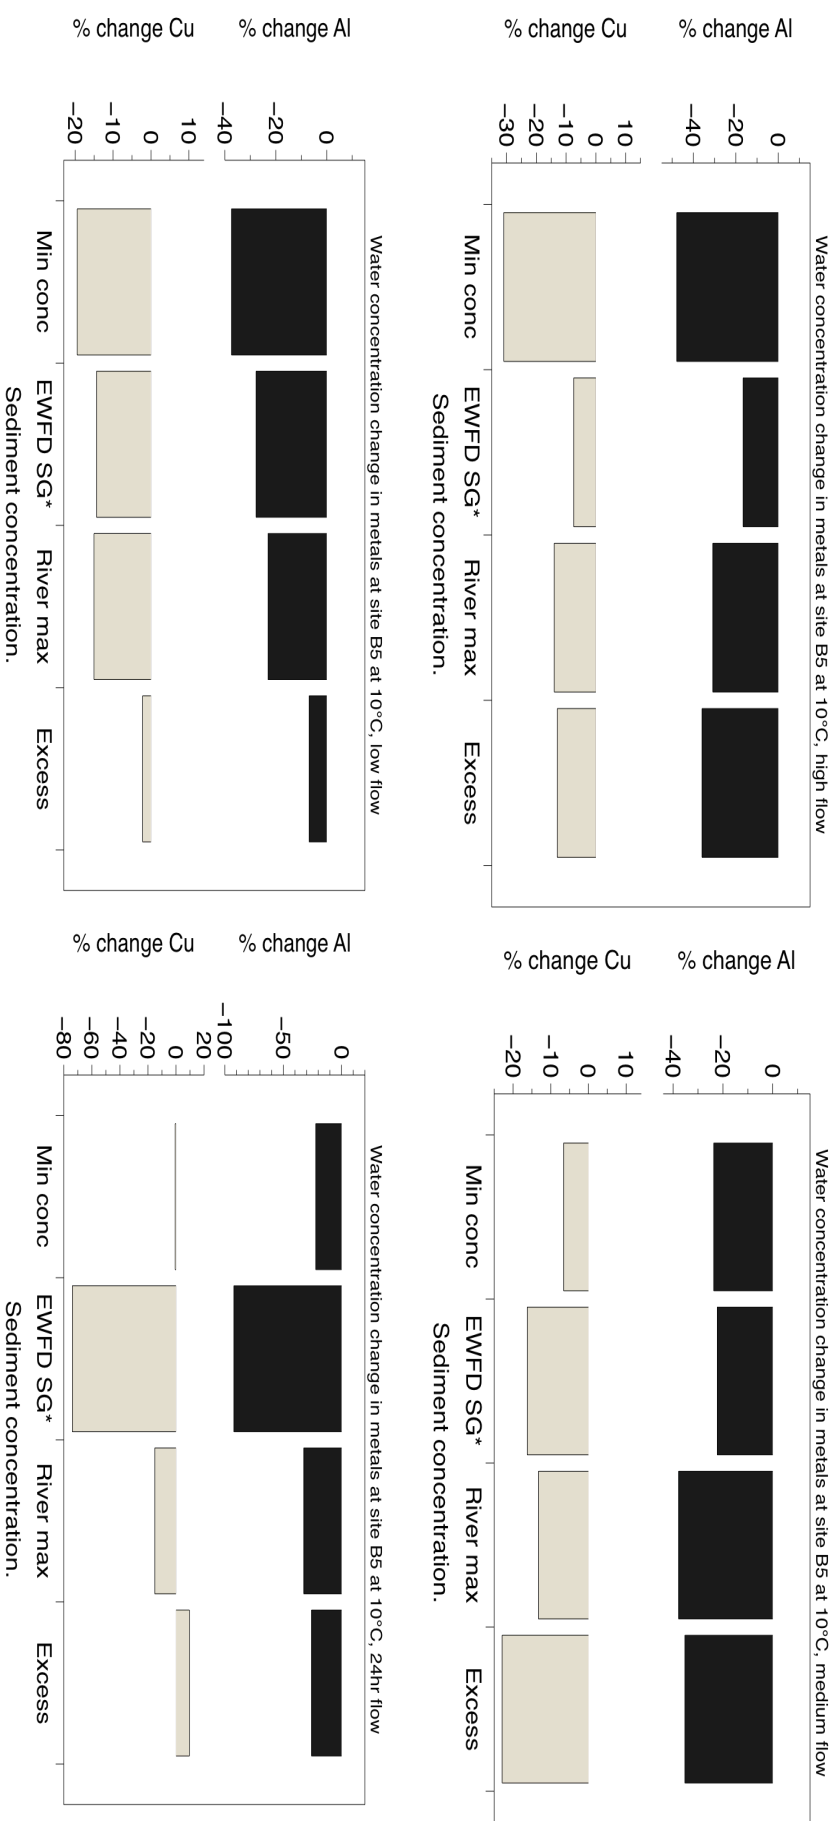 Water concentration change in metals at site B5 at 10°C, high flow
% change Al
0
−20
−40
% change Cu
10
0
−10
−20
−30
Min conc EWFD SG* River max Excess
Sediment concentration.
Water concentration change in metals at site B5 at 10°C, medium flow
% change Al
0
−20
−40
% change Cu
10
0
−10
−20
Min conc EWFD SG* River max Excess
Sediment concentration.
Water concentration change in metals at site B5 at 10°C, low flow
% change Al
0
−20
−40
% change Cu
10
0
−10
−20
Min conc EWFD SG* River max Excess
Sediment concentration.
Water concentration change in metals at site B5 at 10°C, 24hr flow
% change Al
0
−50
−100
% change Cu
20
0
−20
−40
−60
−80
Min conc EWFD SG* River max Excess
Sediment concentration.